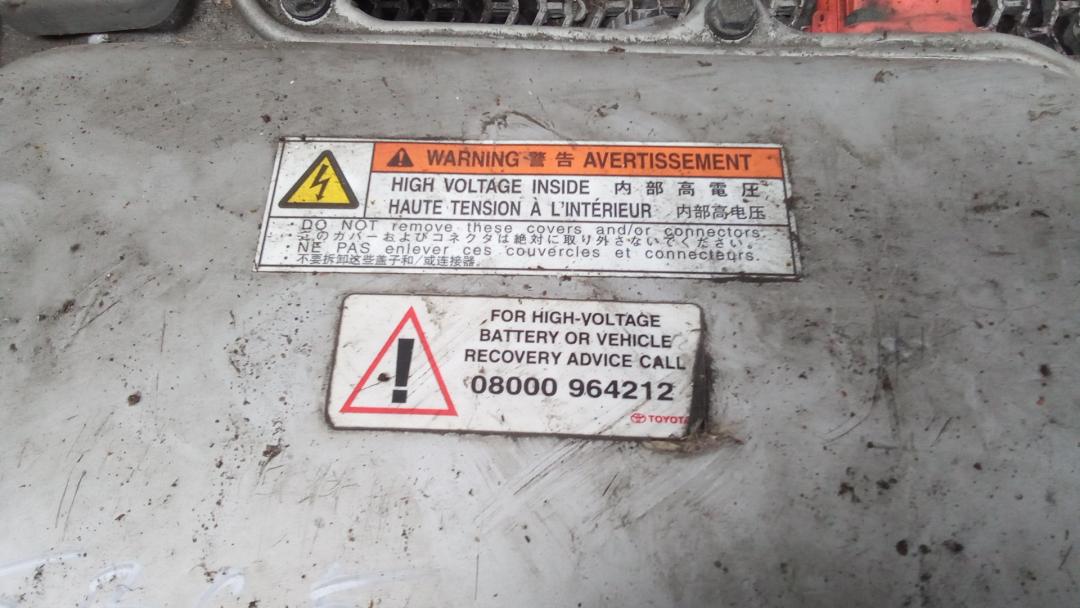 WARNING 警告 AVERTISSEMENT
HIGH VOLTAGE INSIDE 内部高電圧
HAUTE TENSION À L'INTÉRIEUR 内部高电压
· DO NOT remove these covers and/or connectors.
· このカバーおよびコネクタは絶対に取り外さないでください。
· NE PAS enlever ces couvercles et connecteurs.
· 不要拆卸这些盖子和/或连接器。
FOR HIGH-VOLTAGE
BATTERY OR VEHICLE
RECOVERY ADVICE CALL
08000 964212
TOYOTA